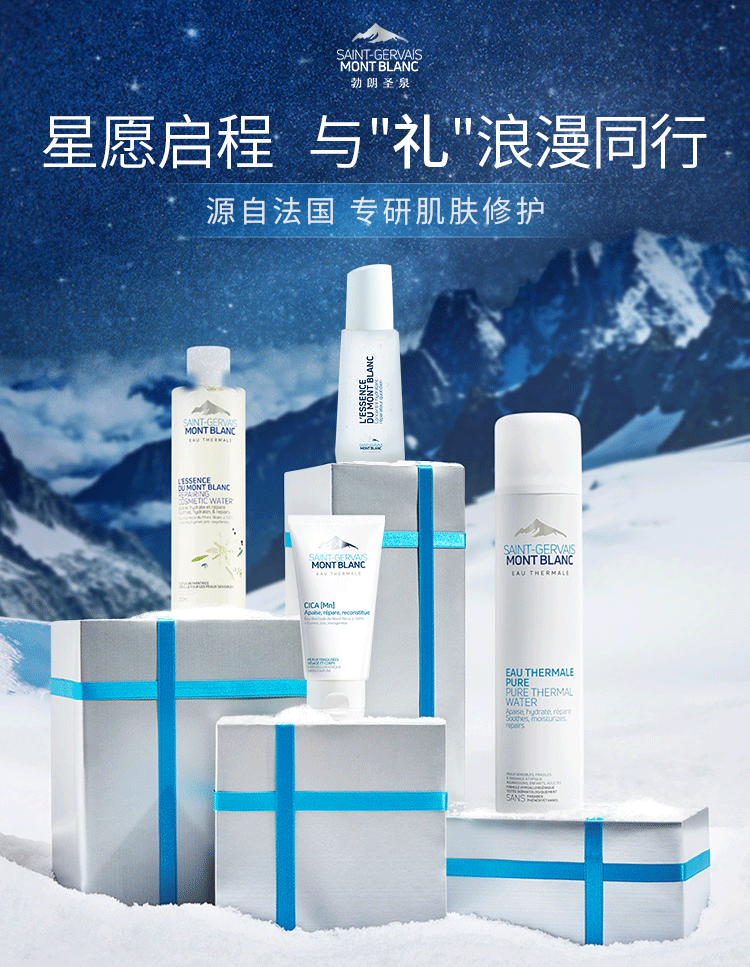 SAINT-GERVAIS
MONT BLANC
勃朗圣泉
星愿启程 与"礼"浪漫同行
源自法国 专研肌肤修护
L'ESSENCE
DU MONT BLANC
SAINT-GERVAIS
MONT BLANC
EAU THERMALE
L'ESSENCE
DU MONT BLANC
REPAIRING
COSMETIC WATER
SAINT-GERVAIS
MONT BLANC
EAU THERMALE
CICA [Mn]
Apaise, répare, reconstitue
SAINT-GERVAIS
MONT BLANC
EAU THERMALE
EAU THERMALE
PURE
PURE THERMAL
WATER
Apaise, hydrate, répare
Soothes, moisturizes,
repairs
SANS